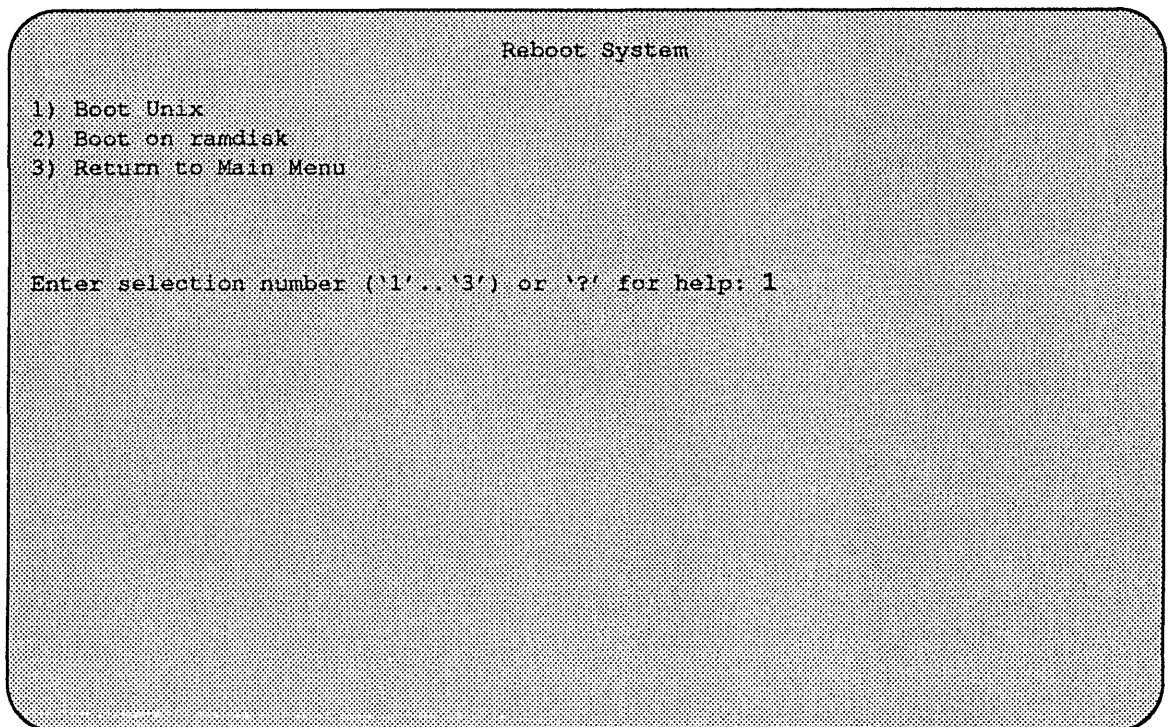 Reboot System
1) Boot Unix
2) Boot on ramdisk
3) Return to Main Menu
Enter selection number (`1'..`3') or `?' for help: 1